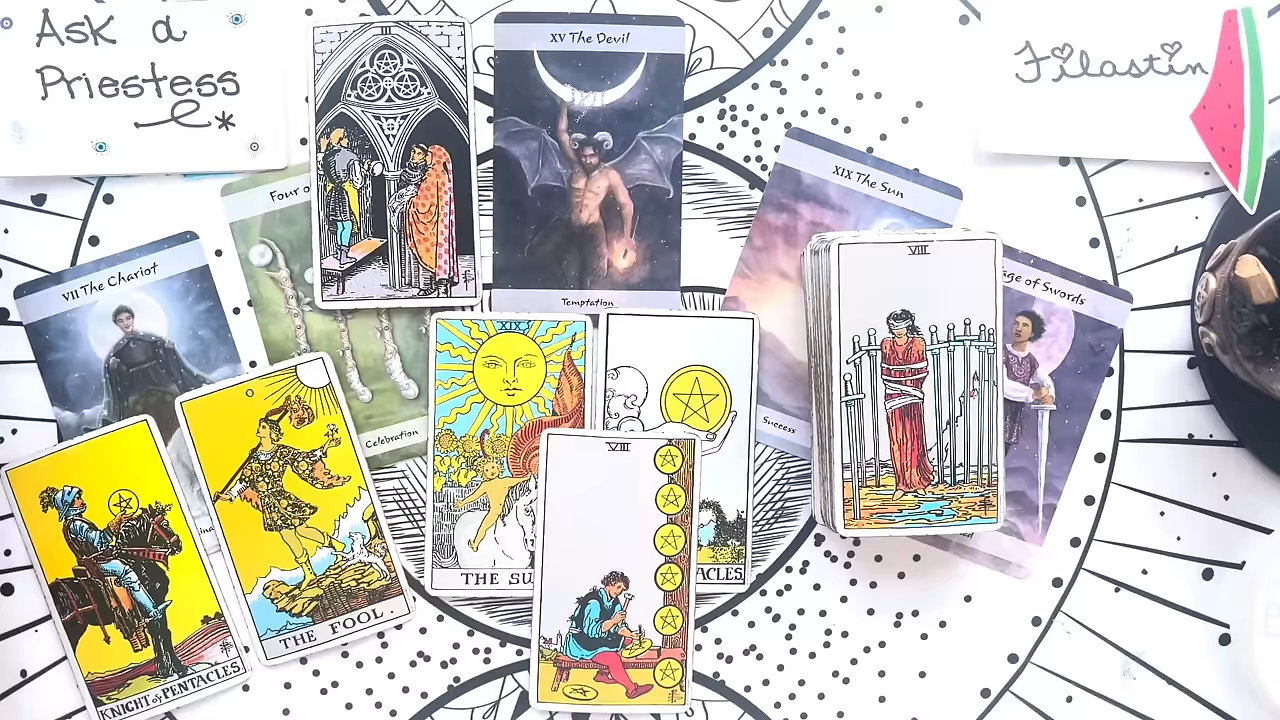 Ask a
Priestess
Filastin
XV The Devil
Temptation
Four o
Celebration
XIX The Sun
Success
VII The Chariot
ge of Swords
VIII
XIX
THE SU
ACLES
VIII
THE FOOL.
KNIGHT of PENTACLES